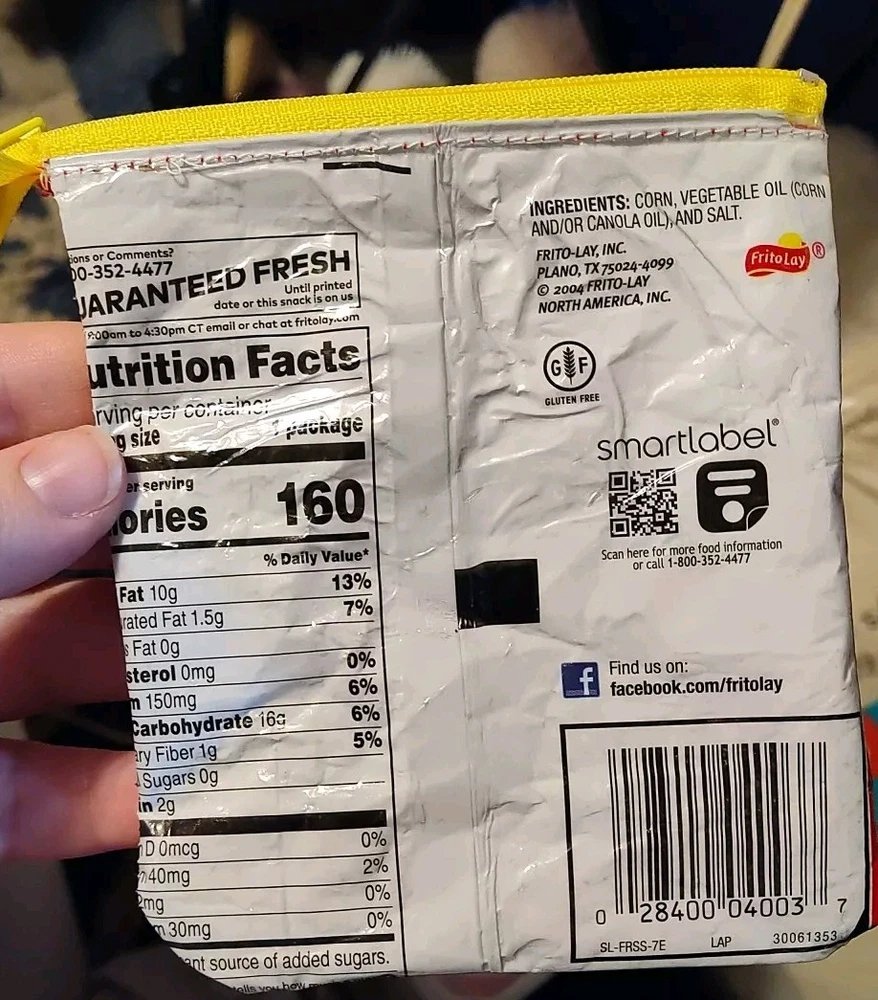 ions or Comments?
00-352-4477
UARANTEED FRESH
Until printed
date or this snack is on us
9:00am to 4:30pm CT email or chat at fritolay.com
utrition Facts
rving per container
g size 1 package
er serving
ories 160
% Daily Value*
Fat 10g 13%
rated Fat 1.5g 7%
s Fat 0g
sterol 0mg 0%
m 150mg 6%
Carbohydrate 16g 6%
ry Fiber 1g 5%
Sugars 0g
in 2g
D 0mcg 0%
40mg 2%
2mg 0%
m 30mg 0%
ant source of added sugars.
tells you how
INGREDIENTS: CORN, VEGETABLE OIL (CORN
AND/OR CANOLA OIL), AND SALT.
FRITO-LAY, INC.
PLANO, TX 75024-4099
© 2004 FRITO-LAY
NORTH AMERICA, INC.
Frito Lay ®
G F
GLUTEN FREE
smartlabel®
Scan here for more food information
or call 1-800-352-4477
f
Find us on:
facebook.com/fritolay
0 28400 04003 7
SL-FRSS-7E LAP 30061353